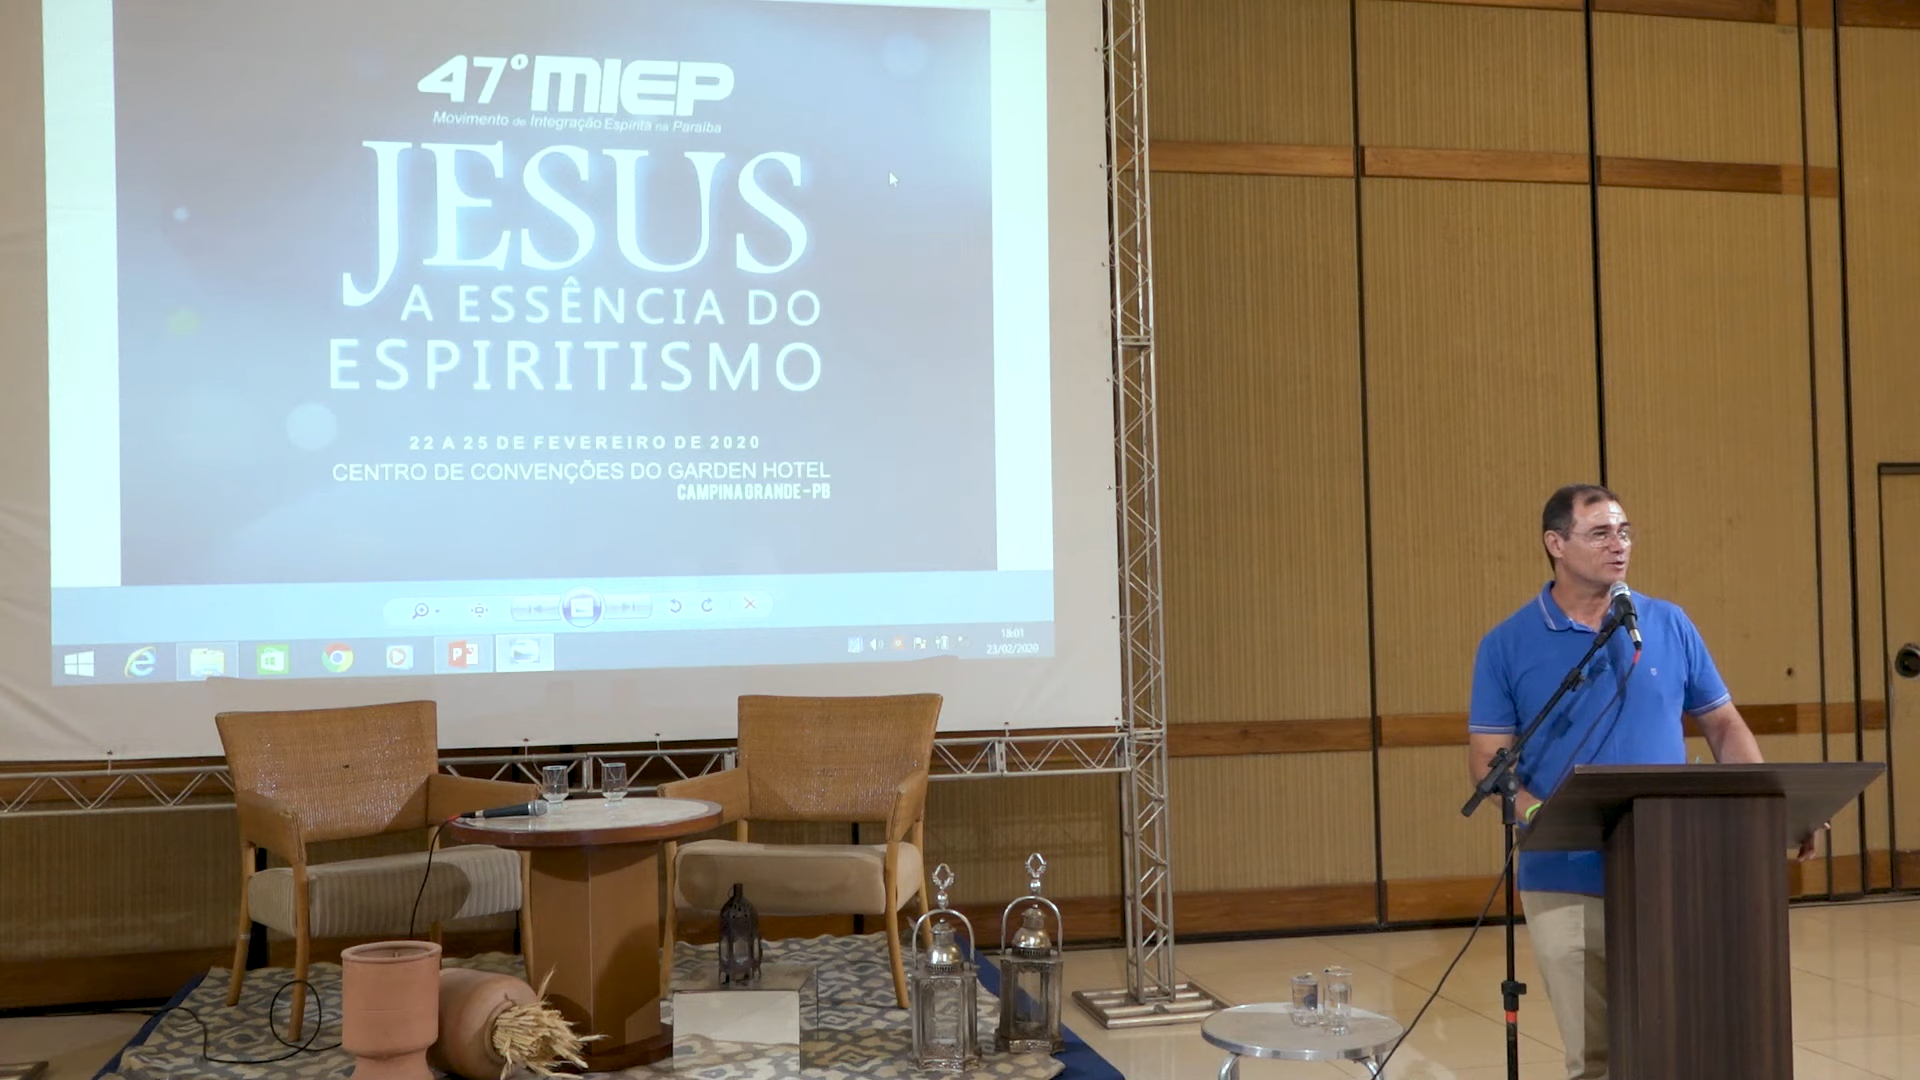 47º MIEP
Movimento de Integração Espírita na Paraíba
JESUS
A ESSÊNCIA DO
ESPIRITISMO
22 A 25 DE FEVEREIRO DE 2020
CENTRO DE CONVENÇÕES DO GARDEN HOTEL
CAMPINA GRANDE - PB
18:01
23/02/2020